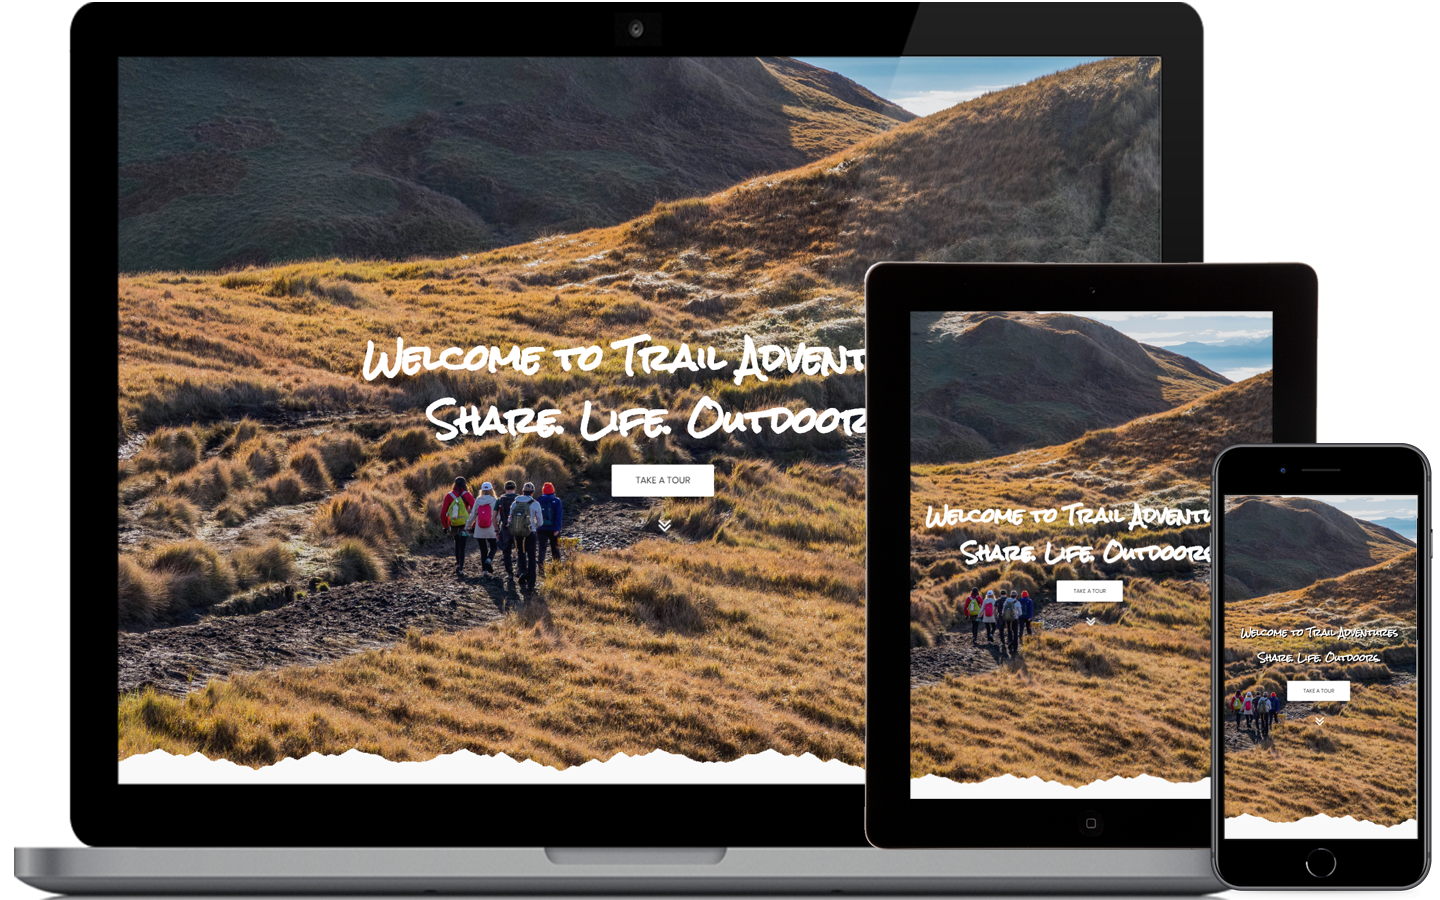 Welcome to Trail Advent
Share. Life. Outdoor
TAKE A TOUR
Welcome to Trail Adventu
Share. Life. Outdoors
TAKE A TOUR
Welcome to Trail Adventures
Share. Life. Outdoors.
TAKE A TOUR